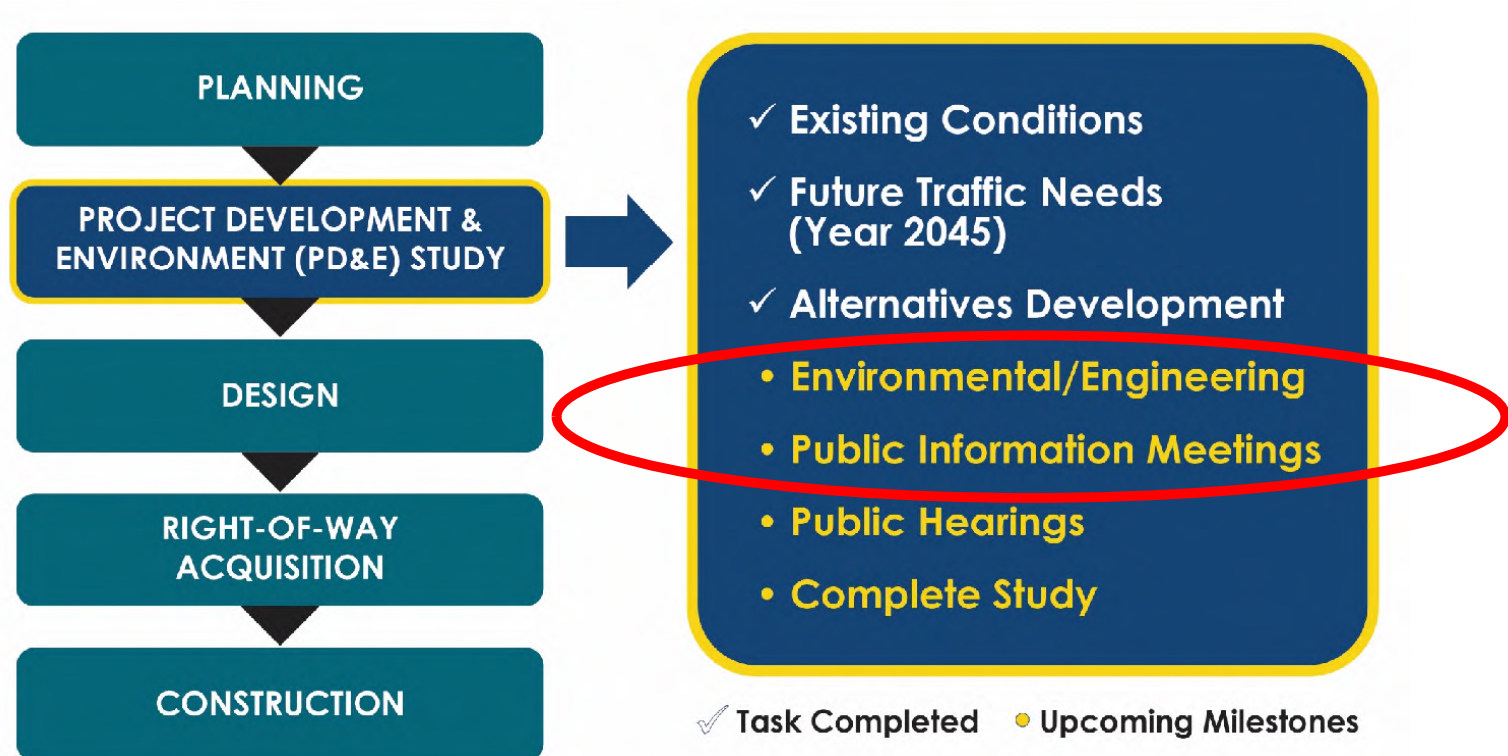 PLANNING
PROJECT DEVELOPMENT &
ENVIRONMENT (PD&E) STUDY
DESIGN
RIGHT-OF-WAY
ACQUISITION
CONSTRUCTION
✓ Existing Conditions
✓ Future Traffic Needs
(Year 2045)
✓ Alternatives Development
• Environmental/Engineering
• Public Information Meetings
• Public Hearings
• Complete Study
✓ Task Completed • Upcoming Milestones